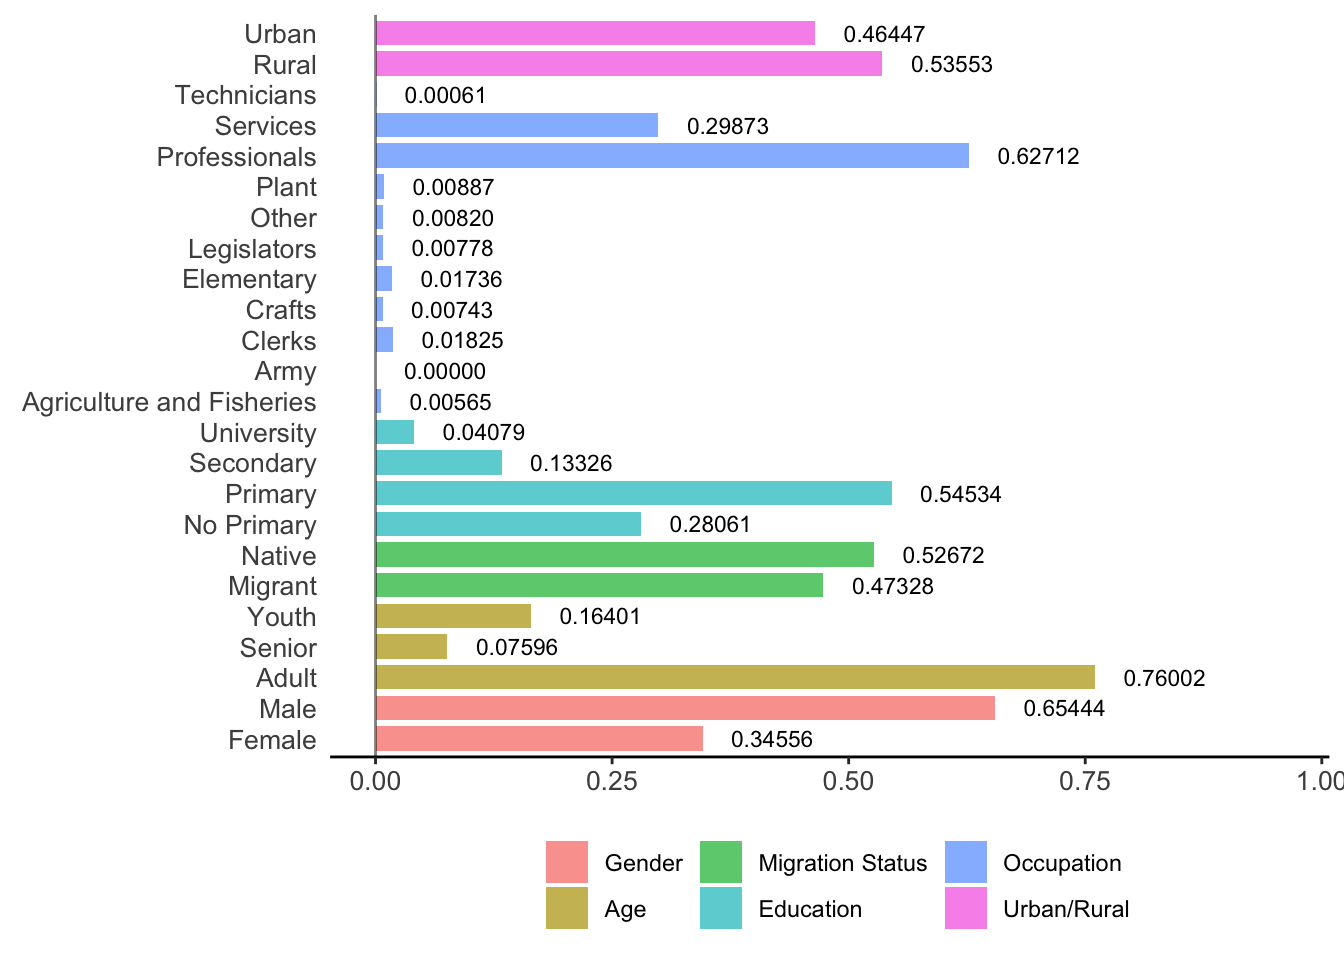 Urban 0.46447
Rural 0.53553
Technicians 0.00061
Services 0.29873
Professionals 0.62712
Plant 0.00887
Other 0.00820
Legislators 0.00778
Elementary 0.01736
Crafts 0.00743
Clerks 0.01825
Army 0.00000
Agriculture and Fisheries 0.00565
University 0.04079
Secondary 0.13326
Primary 0.54534
No Primary 0.28061
Native 0.52672
Migrant 0.47328
Youth 0.16401
Senior 0.07596
Adult 0.76002
Male 0.65444
Female 0.34556
0.00 0.25 0.50 0.75 1.00
Gender Migration Status Occupation
Age Education Urban/Rural